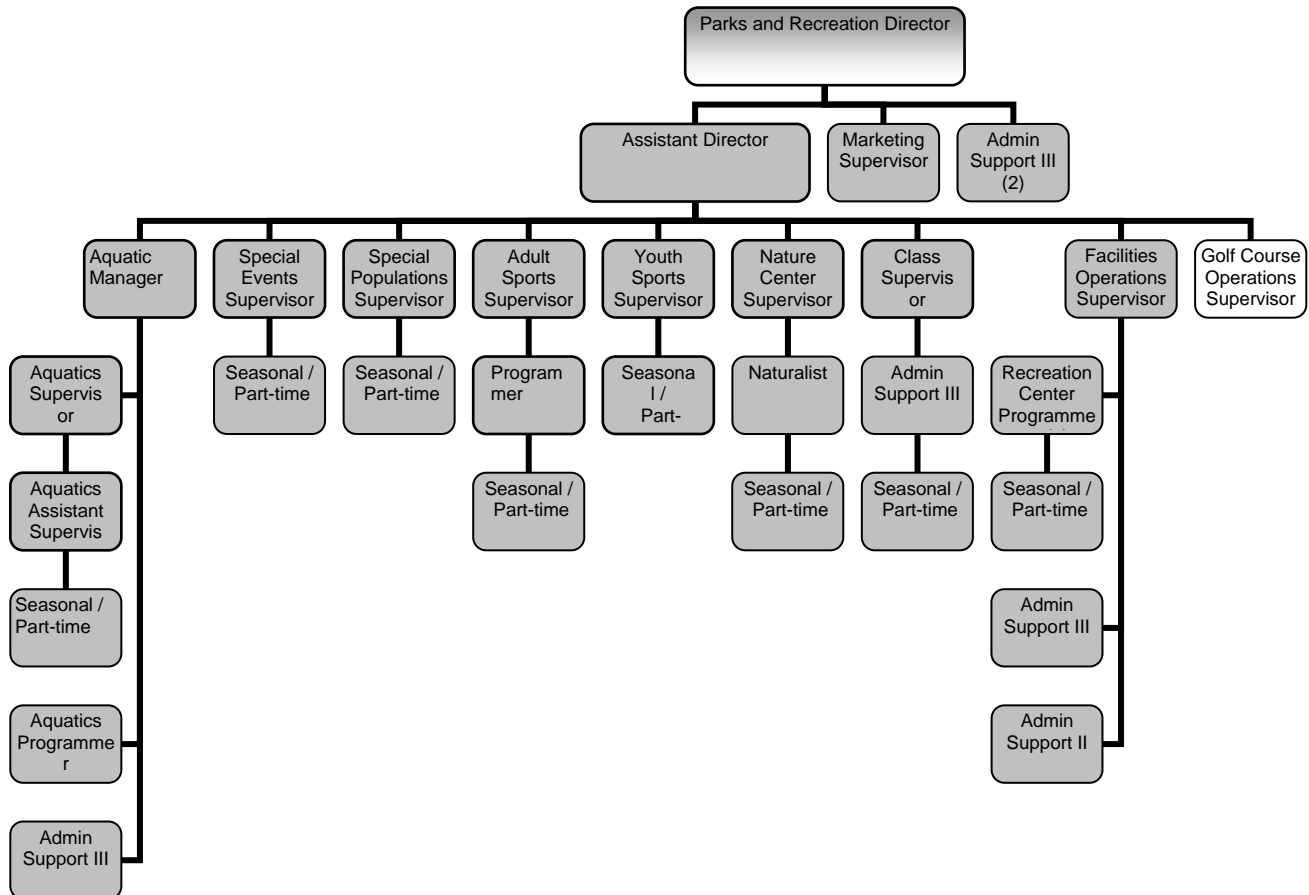 Parks and Recreation Director
Assistant Director
Marketing
Supervisor
Admin
Support III
(2)
Aquatic
Manager
Special
Events
Supervisor
Special
Populations
Supervisor
Adult
Sports
Supervisor
Youth
Sports
Supervisor
Nature
Center
Supervisor
Class
Supervis
or
Facilities
Operations
Supervisor
Golf Course
Operations
Supervisor
Aquatics
Supervis
or
Seasonal /
Part-time
Seasonal /
Part-time
Program
mer
Seasona
l /
Part-
Naturalist
Admin
Support III
Recreation
Center
Programme
Aquatics
Assistant
Supervis
Seasonal /
Part-time
Seasonal /
Part-time
Seasonal /
Part-time
Seasonal /
Part-time
Seasonal /
Part-time
Admin
Support III
Aquatics
Programme
r
Admin
Support II
Admin
Support III